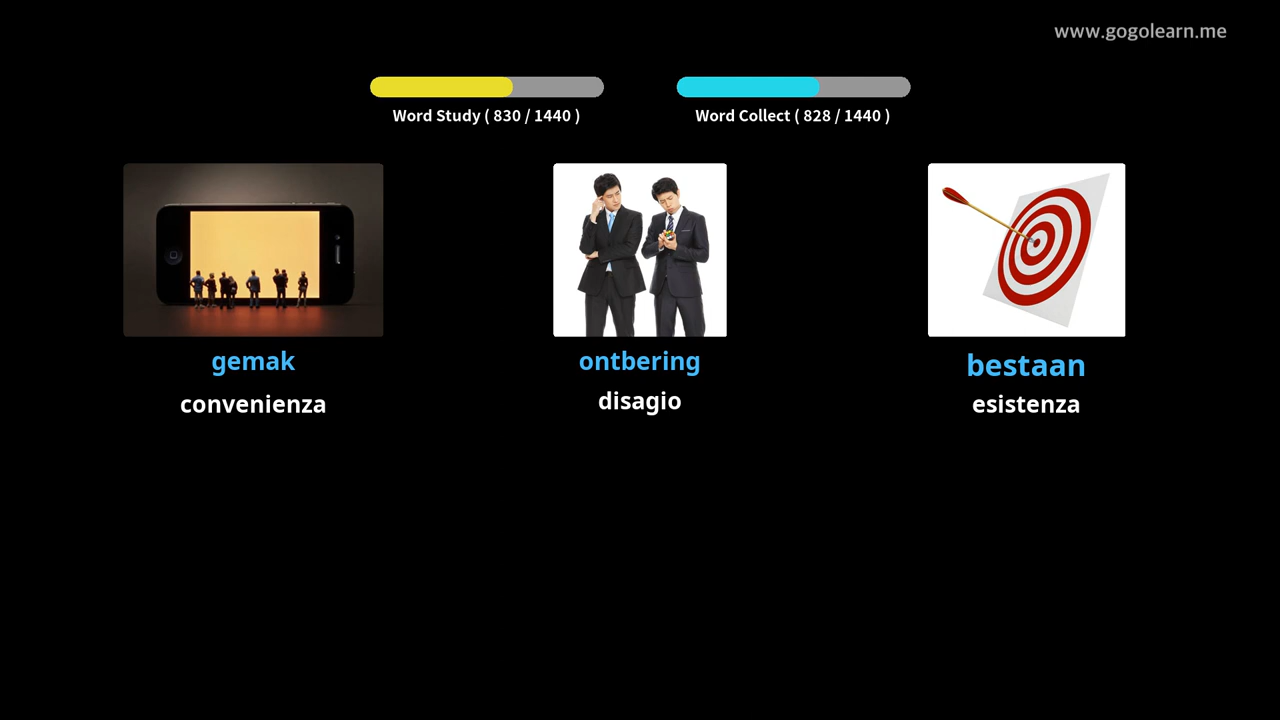 www.gogolearn.me
Word Study ( 830 / 1440 )
Word Collect ( 828 / 1440 )
gemak
convenienza
ontbering
disagio
bestaan
esistenza